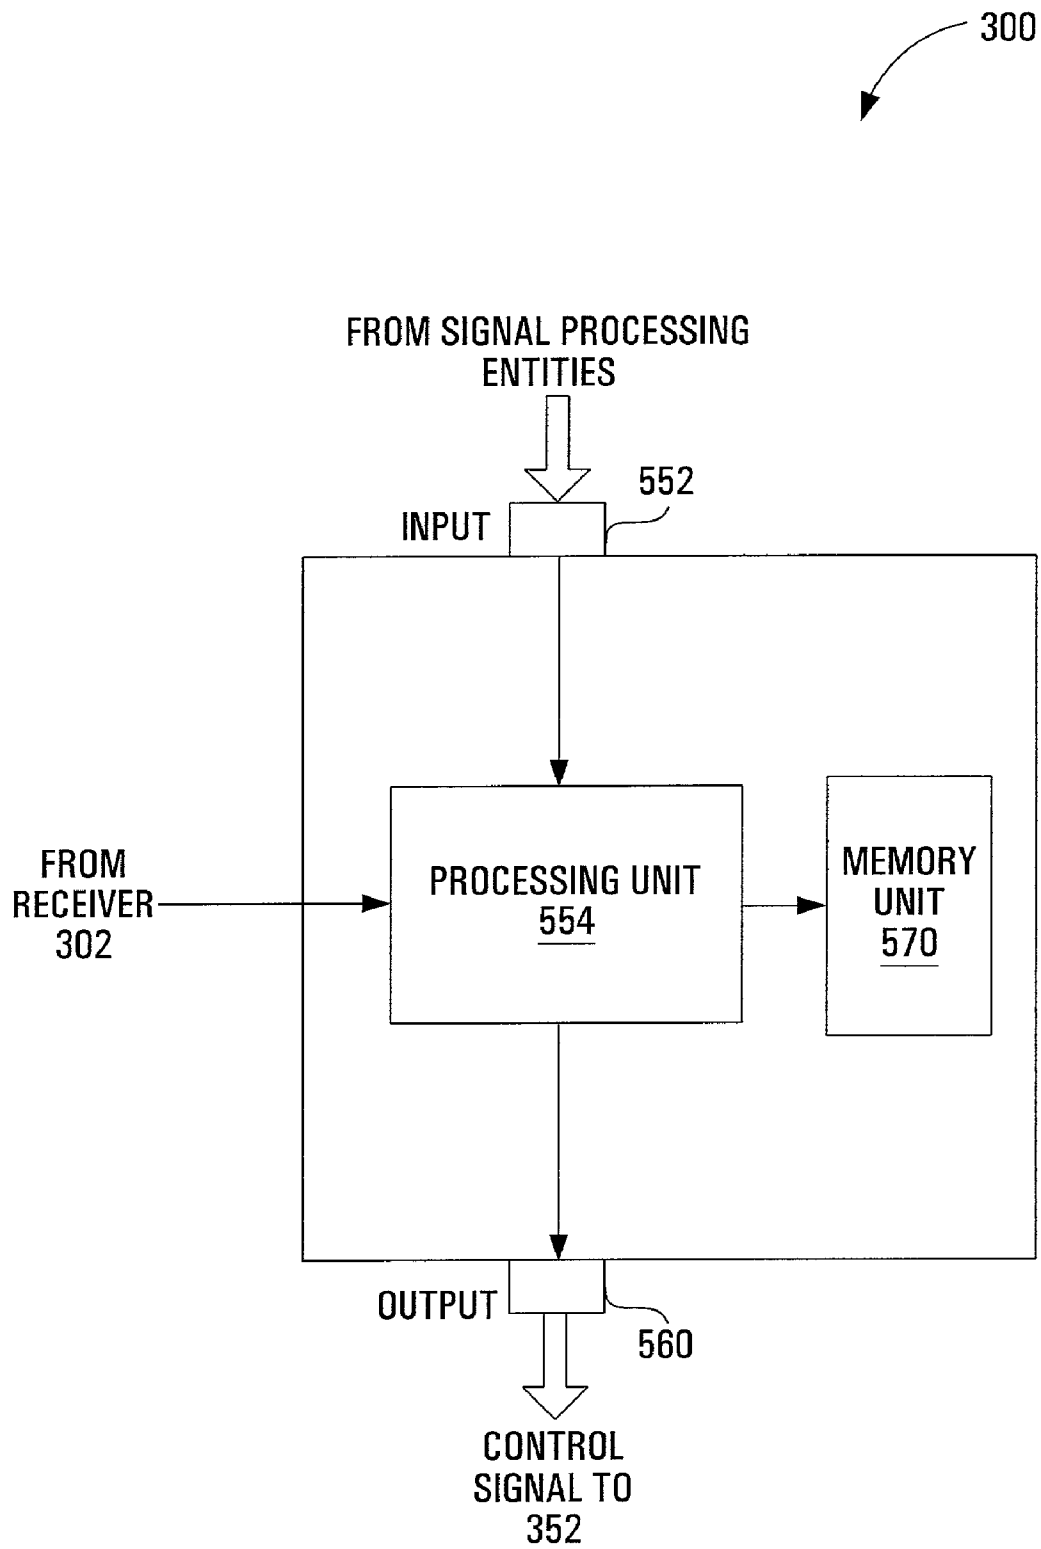 300
FROM SIGNAL PROCESSING
ENTITIES
552
INPUT
PROCESSING UNIT
554
MEMORY
UNIT
570
FROM
RECEIVER
302
OUTPUT
560
CONTROL
SIGNAL TO
352